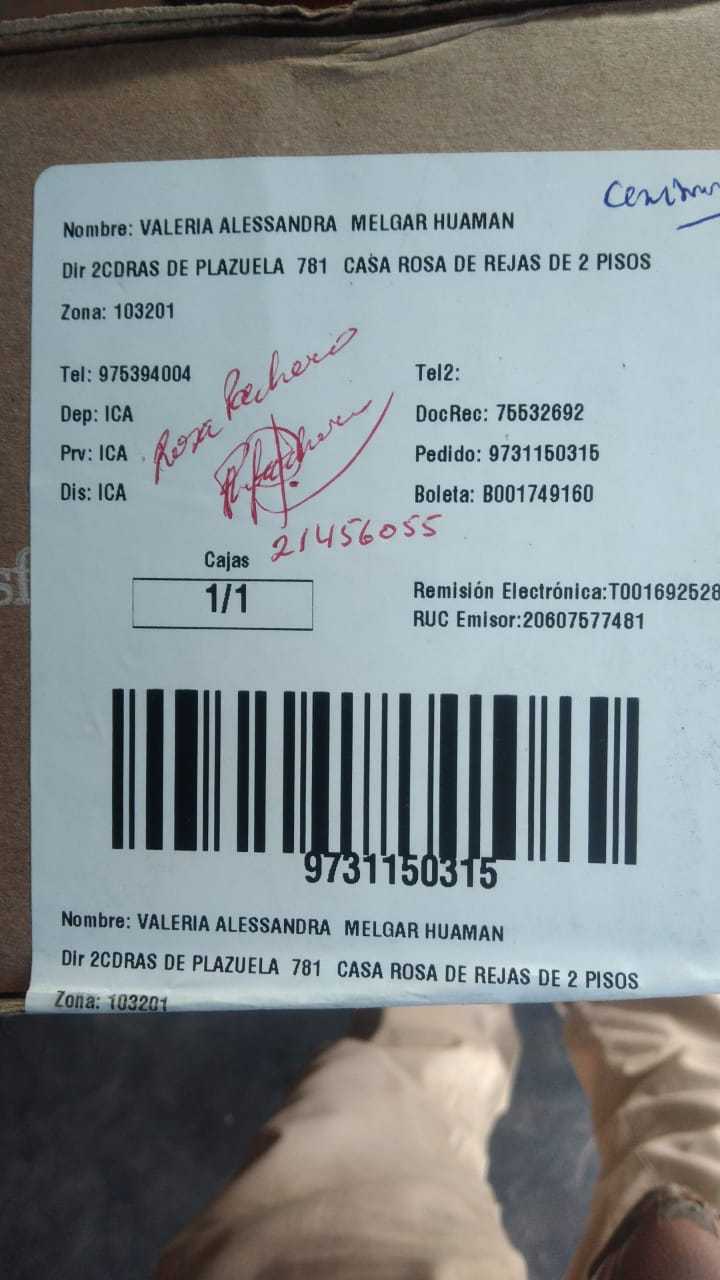 Nombre: VALERIA ALESSANDRA MELGAR HUAMAN
Dir 2CDRAS DE PLAZUELA 781 CASA ROSA DE REJAS DE 2 PISOS
Zona: 103201
Tel: 975394004
Tel2:
Dep: ICA
DocRec: 75532692
Prv: ICA
Pedido: 9731150315
Dis: ICA
Boleta: B001749160
Rosa Pacheco
21456055
Cajas
1/1
Remisión Electrónica:T001692528
RUC Emisor:20607577481
9731150315
Nombre: VALERIA ALESSANDRA MELGAR HUAMAN
Dir 2CDRAS DE PLAZUELA 781 CASA ROSA DE REJAS DE 2 PISOS
Zona: 103201